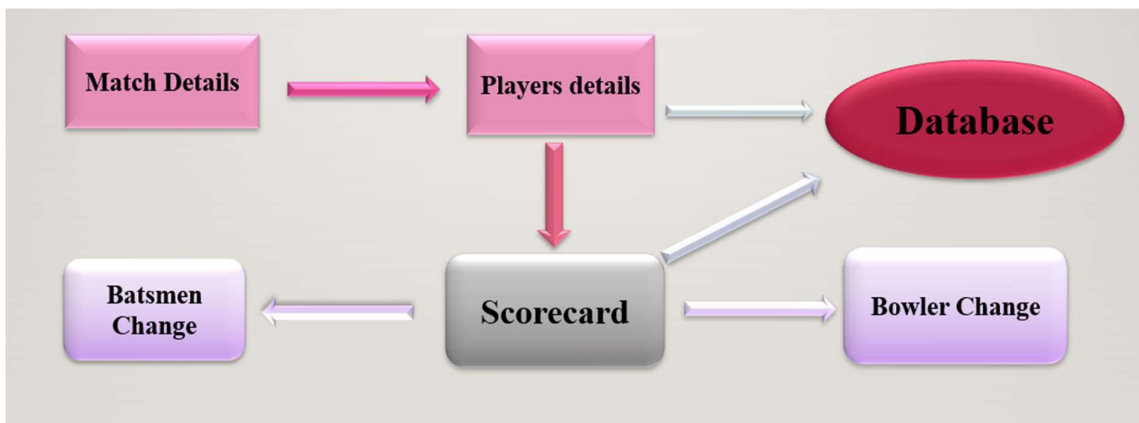 Match Details
Players details
Database
Batsmen
Change
Scorecard
Bowler Change